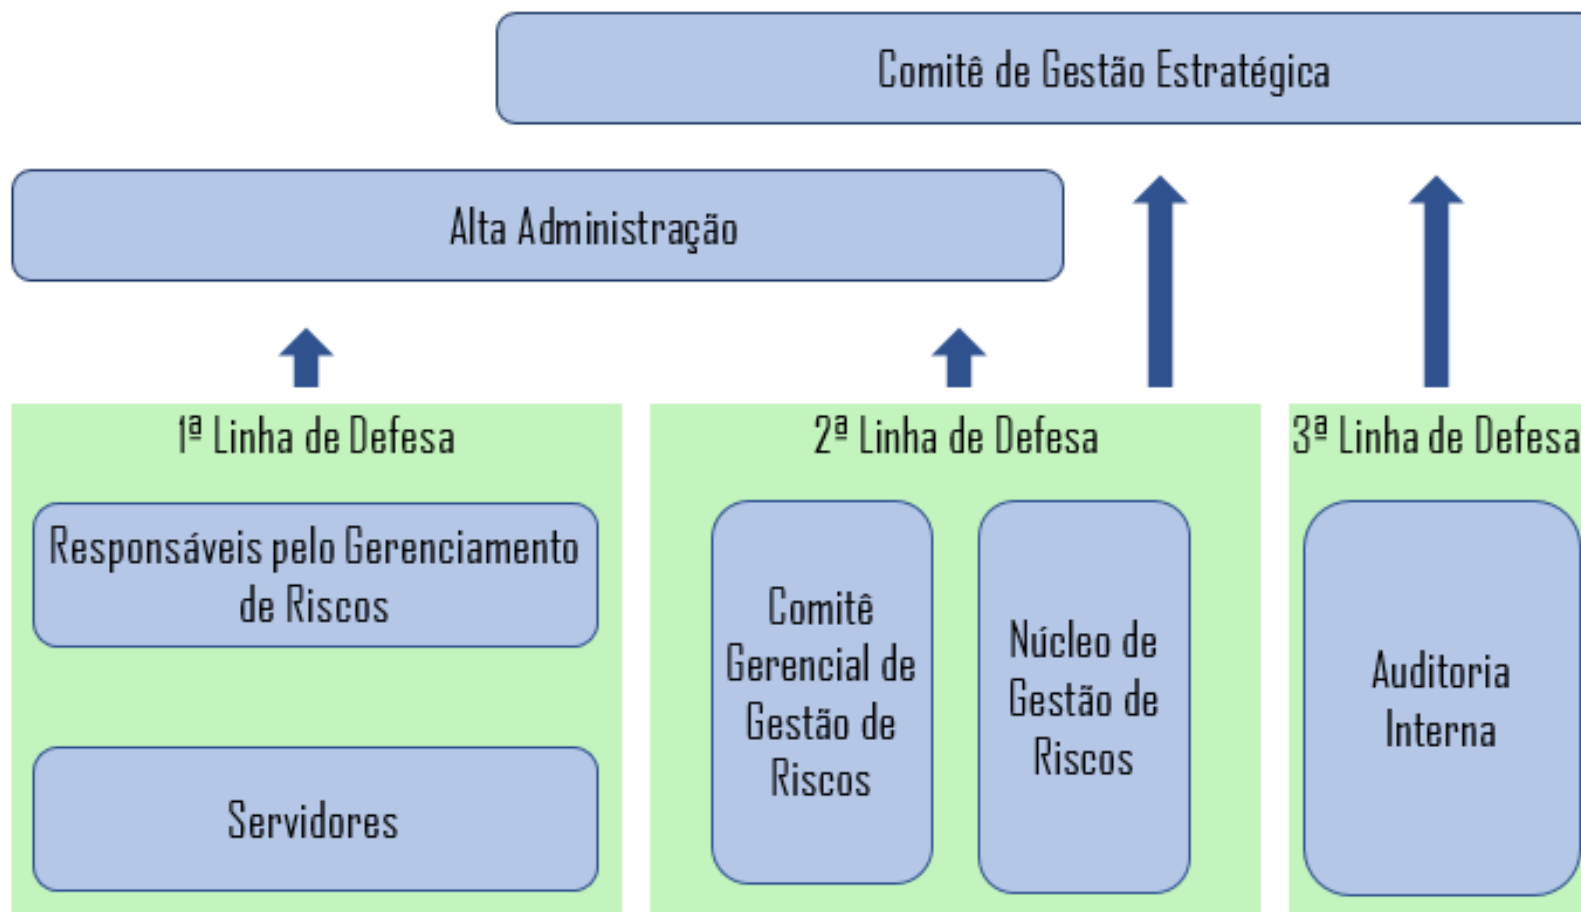 Comitê de Gestão Estratégica
Alta Administração
1ª Linha de Defesa
Responsáveis pelo Gerenciamento
de Riscos
Servidores
2ª Linha de Defesa
Comitê
Gerencial de
Gestão de
Riscos
Núcleo de
Gestão de
Riscos
3ª Linha de Defesa
Auditoria
Interna